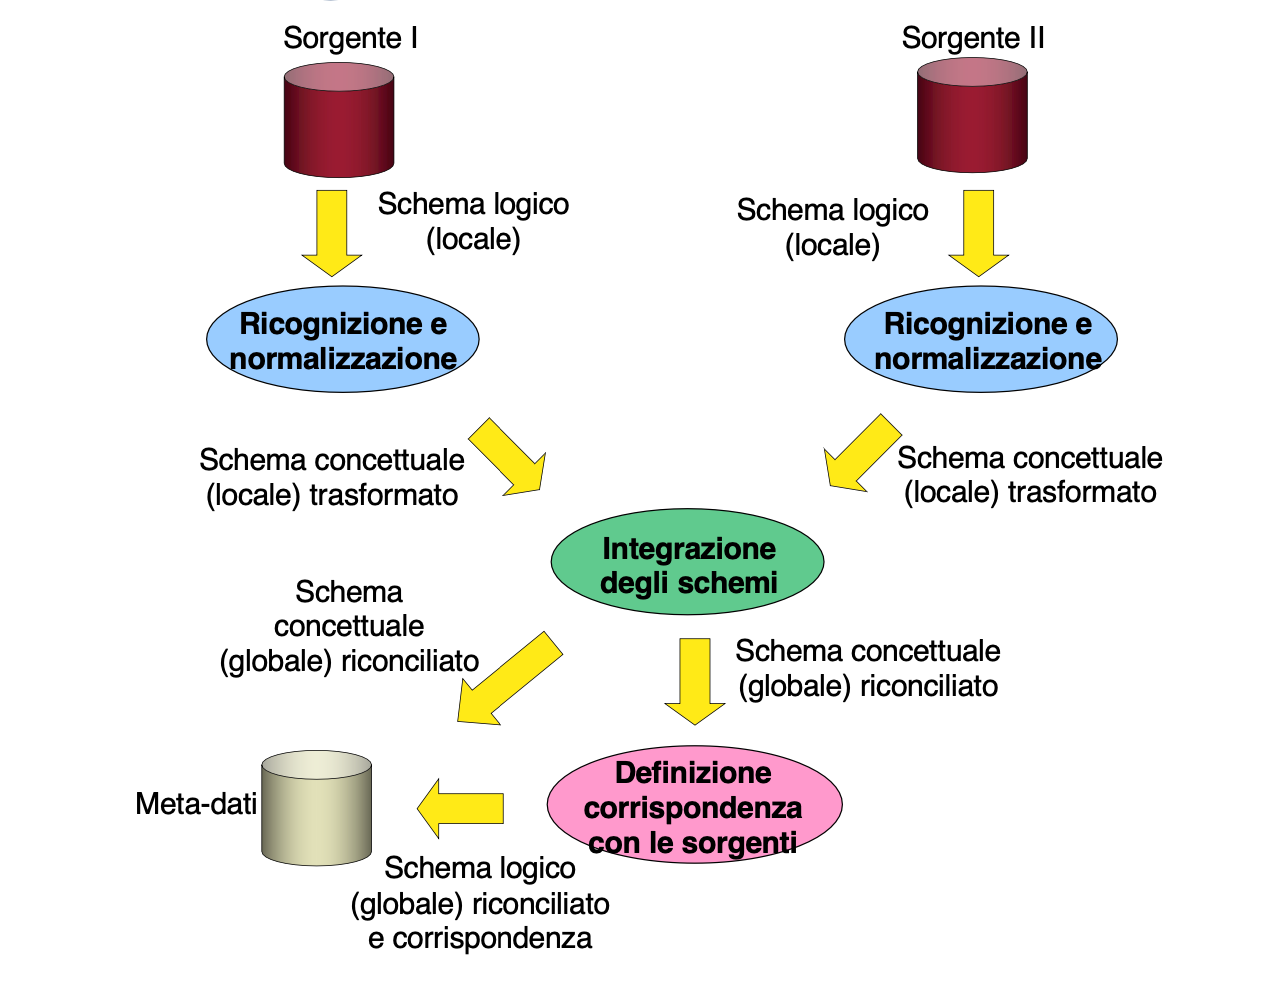 Sorgente I
Sorgente II
Schema logico
(locale)
Schema logico
(locale)
Ricognizione e
normalizzazione
Ricognizione e
normalizzazione
Schema concettuale
(locale) trasformato
Schema concettuale
(locale) trasformato
Integrazione
degli schemi
Schema
concettuale
(globale) riconciliato
Schema concettuale
(globale) riconciliato
Meta-dati
Definizione
corrispondenza
con le sorgenti
Schema logico
(globale) riconciliato
e corrispondenza